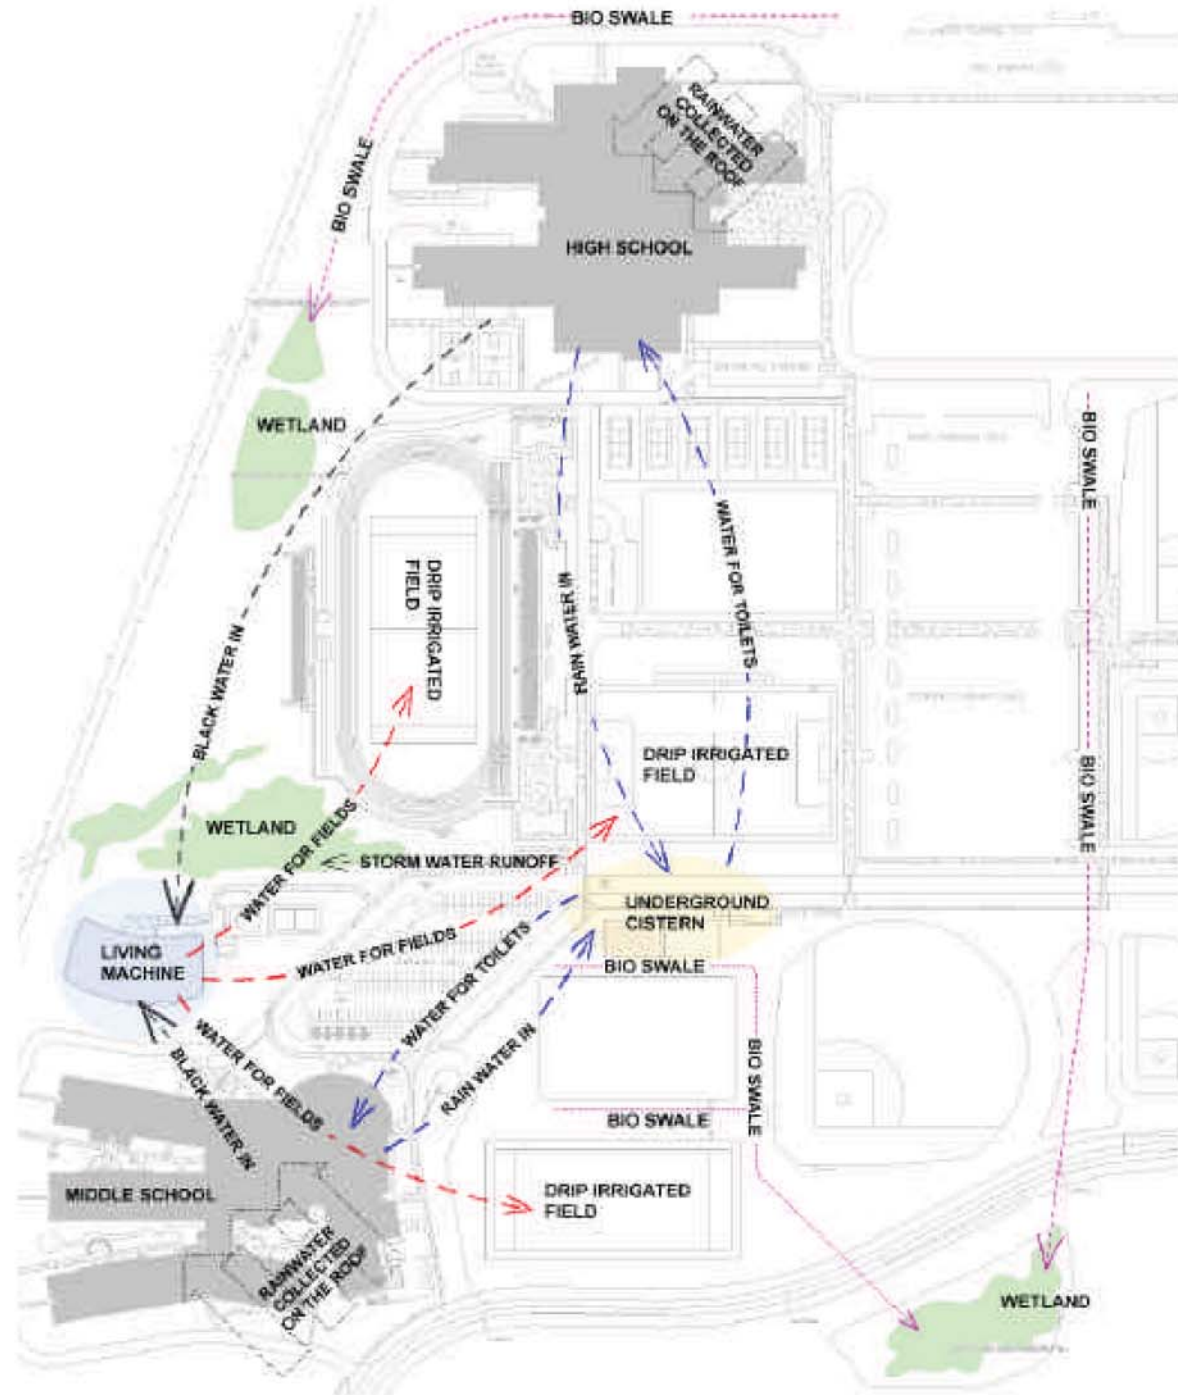 BIO SWALE
RAINWATER
COLLECTED
ON THE ROOF
BIO SWALE
HIGH SCHOOL
WETLAND
BIO SWALE
WATER FOR TOILETS
DRIP IRRIGATED
FIELD
RAIN WATER IN
BLACK WATER IN
DRIP IRRIGATED
FIELD
BIO SWALE
WETLAND
WATER FOR FIELDS
STORM WATER RUNOFF
UNDERGROUND
CISTERN
LIVING
MACHINE
WATER FOR FIELDS
WATER FOR TOILETS
BIO SWALE
RAIN WATER IN
WATER FOR FIELDS
BLACK WATER IN
BIO SWALE
BIO SWALE
MIDDLE SCHOOL
DRIP IRRIGATED
FIELD
RAINWATER
COLLECTED
ON THE ROOF
WETLAND